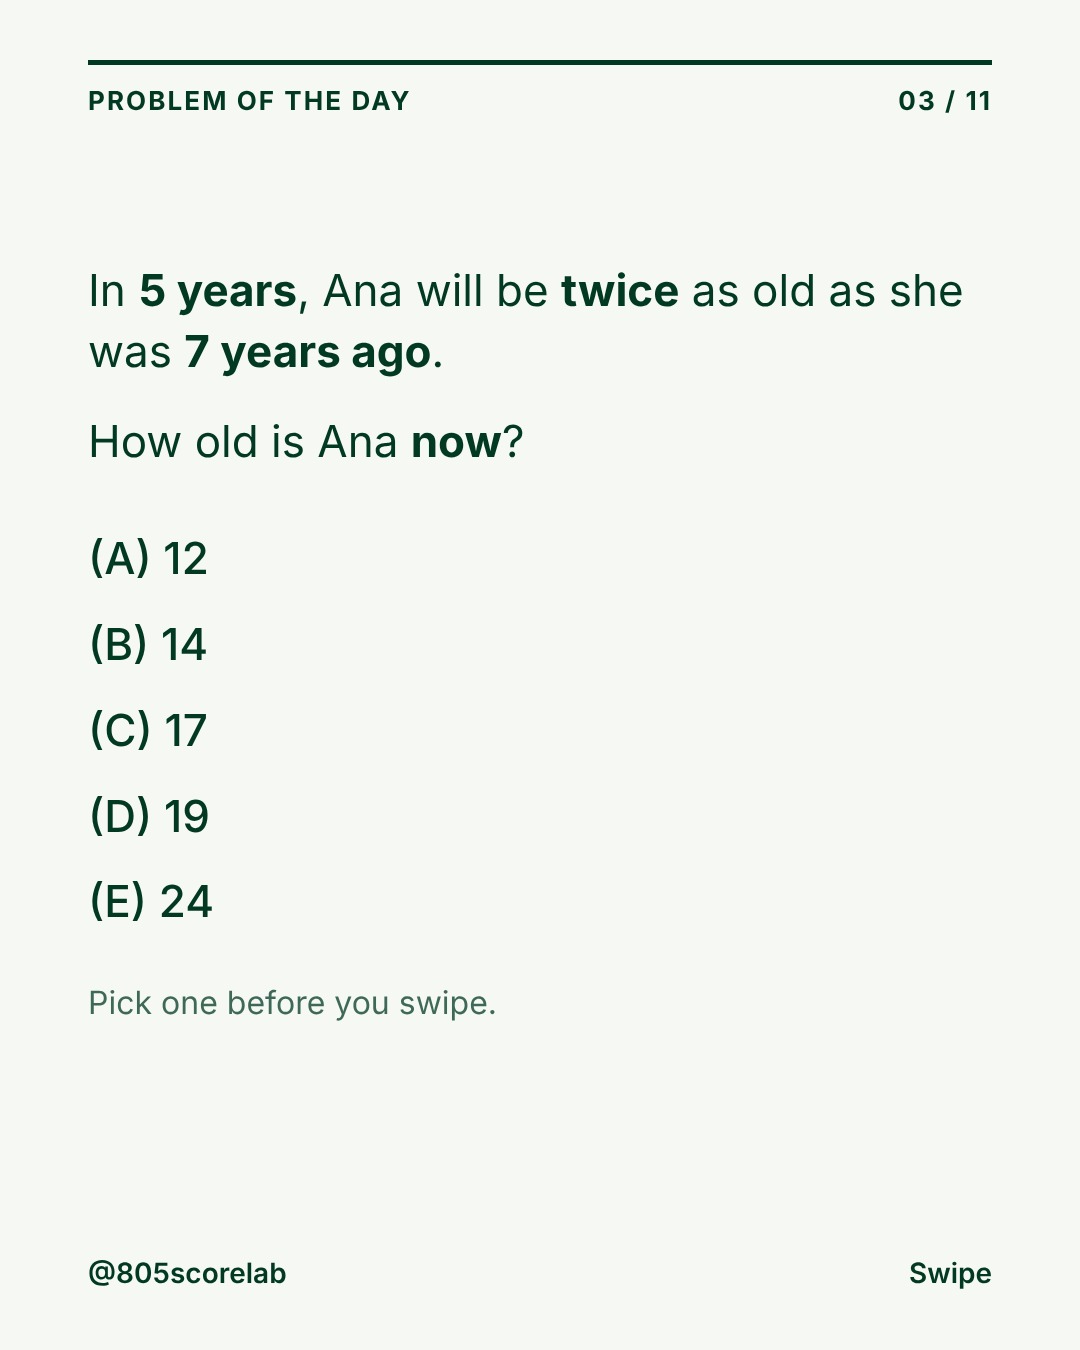 PROBLEM OF THE DAY
03 / 11
In 5 years, Ana will be twice as old as she
was 7 years ago.
How old is Ana now?
(A) 12
(B) 14
(C) 17
(D) 19
(E) 24
Pick one before you swipe.
@805scorelab
Swipe